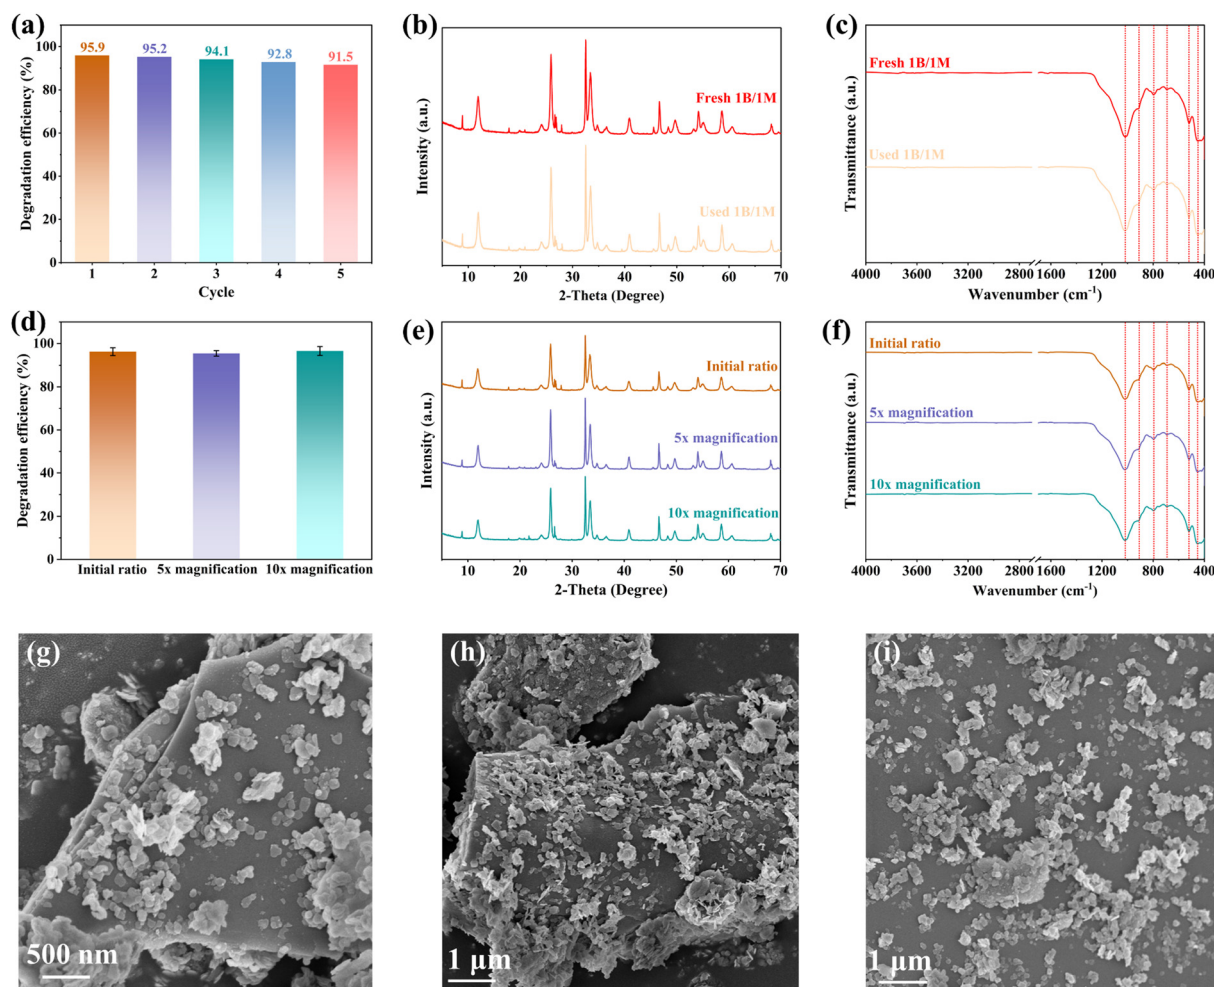 (a)
Degradation efficiency (%)
100
80
60
40
20
0
95.9
95.2
94.1
92.8
91.5
1
2
3
4
5
Cycle
(b)
Intensity (a.u.)
Fresh 1B/1M
Used 1B/1M
10
20
30
40
50
60
70
2-Theta (Degree)
(c)
Transmittance (a.u.)
Fresh 1B/1M
Used 1B/1M
4000
3600
3200
2800
1600
1200
800
400
Wavenumber (cm⁻¹)
(d)
Degradation efficiency (%)
100
80
60
40
20
0
Initial ratio
5x magnification
10x magnification
(e)
Intensity (a.u.)
Initial ratio
5x magnification
10x magnification
10
20
30
40
50
60
70
2-Theta (Degree)
(f)
Transmittance (a.u.)
Initial ratio
5x magnification
10x magnification
4000
3600
3200
2800
1600
1200
800
400
Wavenumber (cm⁻¹)
(g)
500 nm
(h)
1 μm
(i)
1 μm